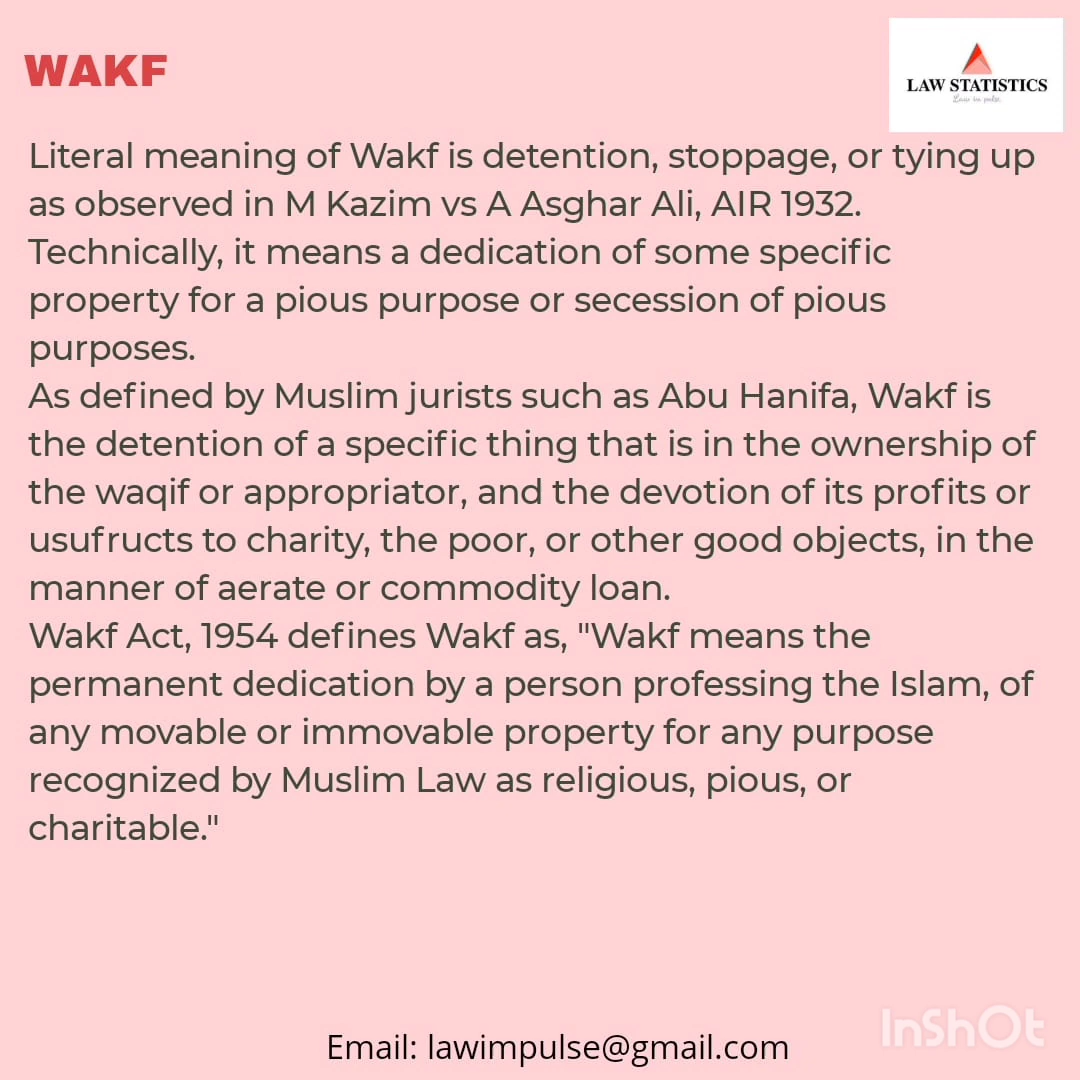 WAKF
LAW STATISTICS
Law in pulse
Literal meaning of Wakf is detention, stoppage, or tying up
as observed in M Kazim vs A Asghar Ali, AIR 1932.
Technically, it means a dedication of some specific
property for a pious purpose or secession of pious
purposes.
As defined by Muslim jurists such as Abu Hanifa, Wakf is
the detention of a specific thing that is in the ownership of
the waqif or appropriator, and the devotion of its profits or
usufructs to charity, the poor, or other good objects, in the
manner of aerate or commodity loan.
Wakf Act, 1954 defines Wakf as, "Wakf means the
permanent dedication by a person professing the Islam, of
any movable or immovable property for any purpose
recognized by Muslim Law as religious, pious, or
charitable."
InShOt
Email: lawimpulse@gmail.com